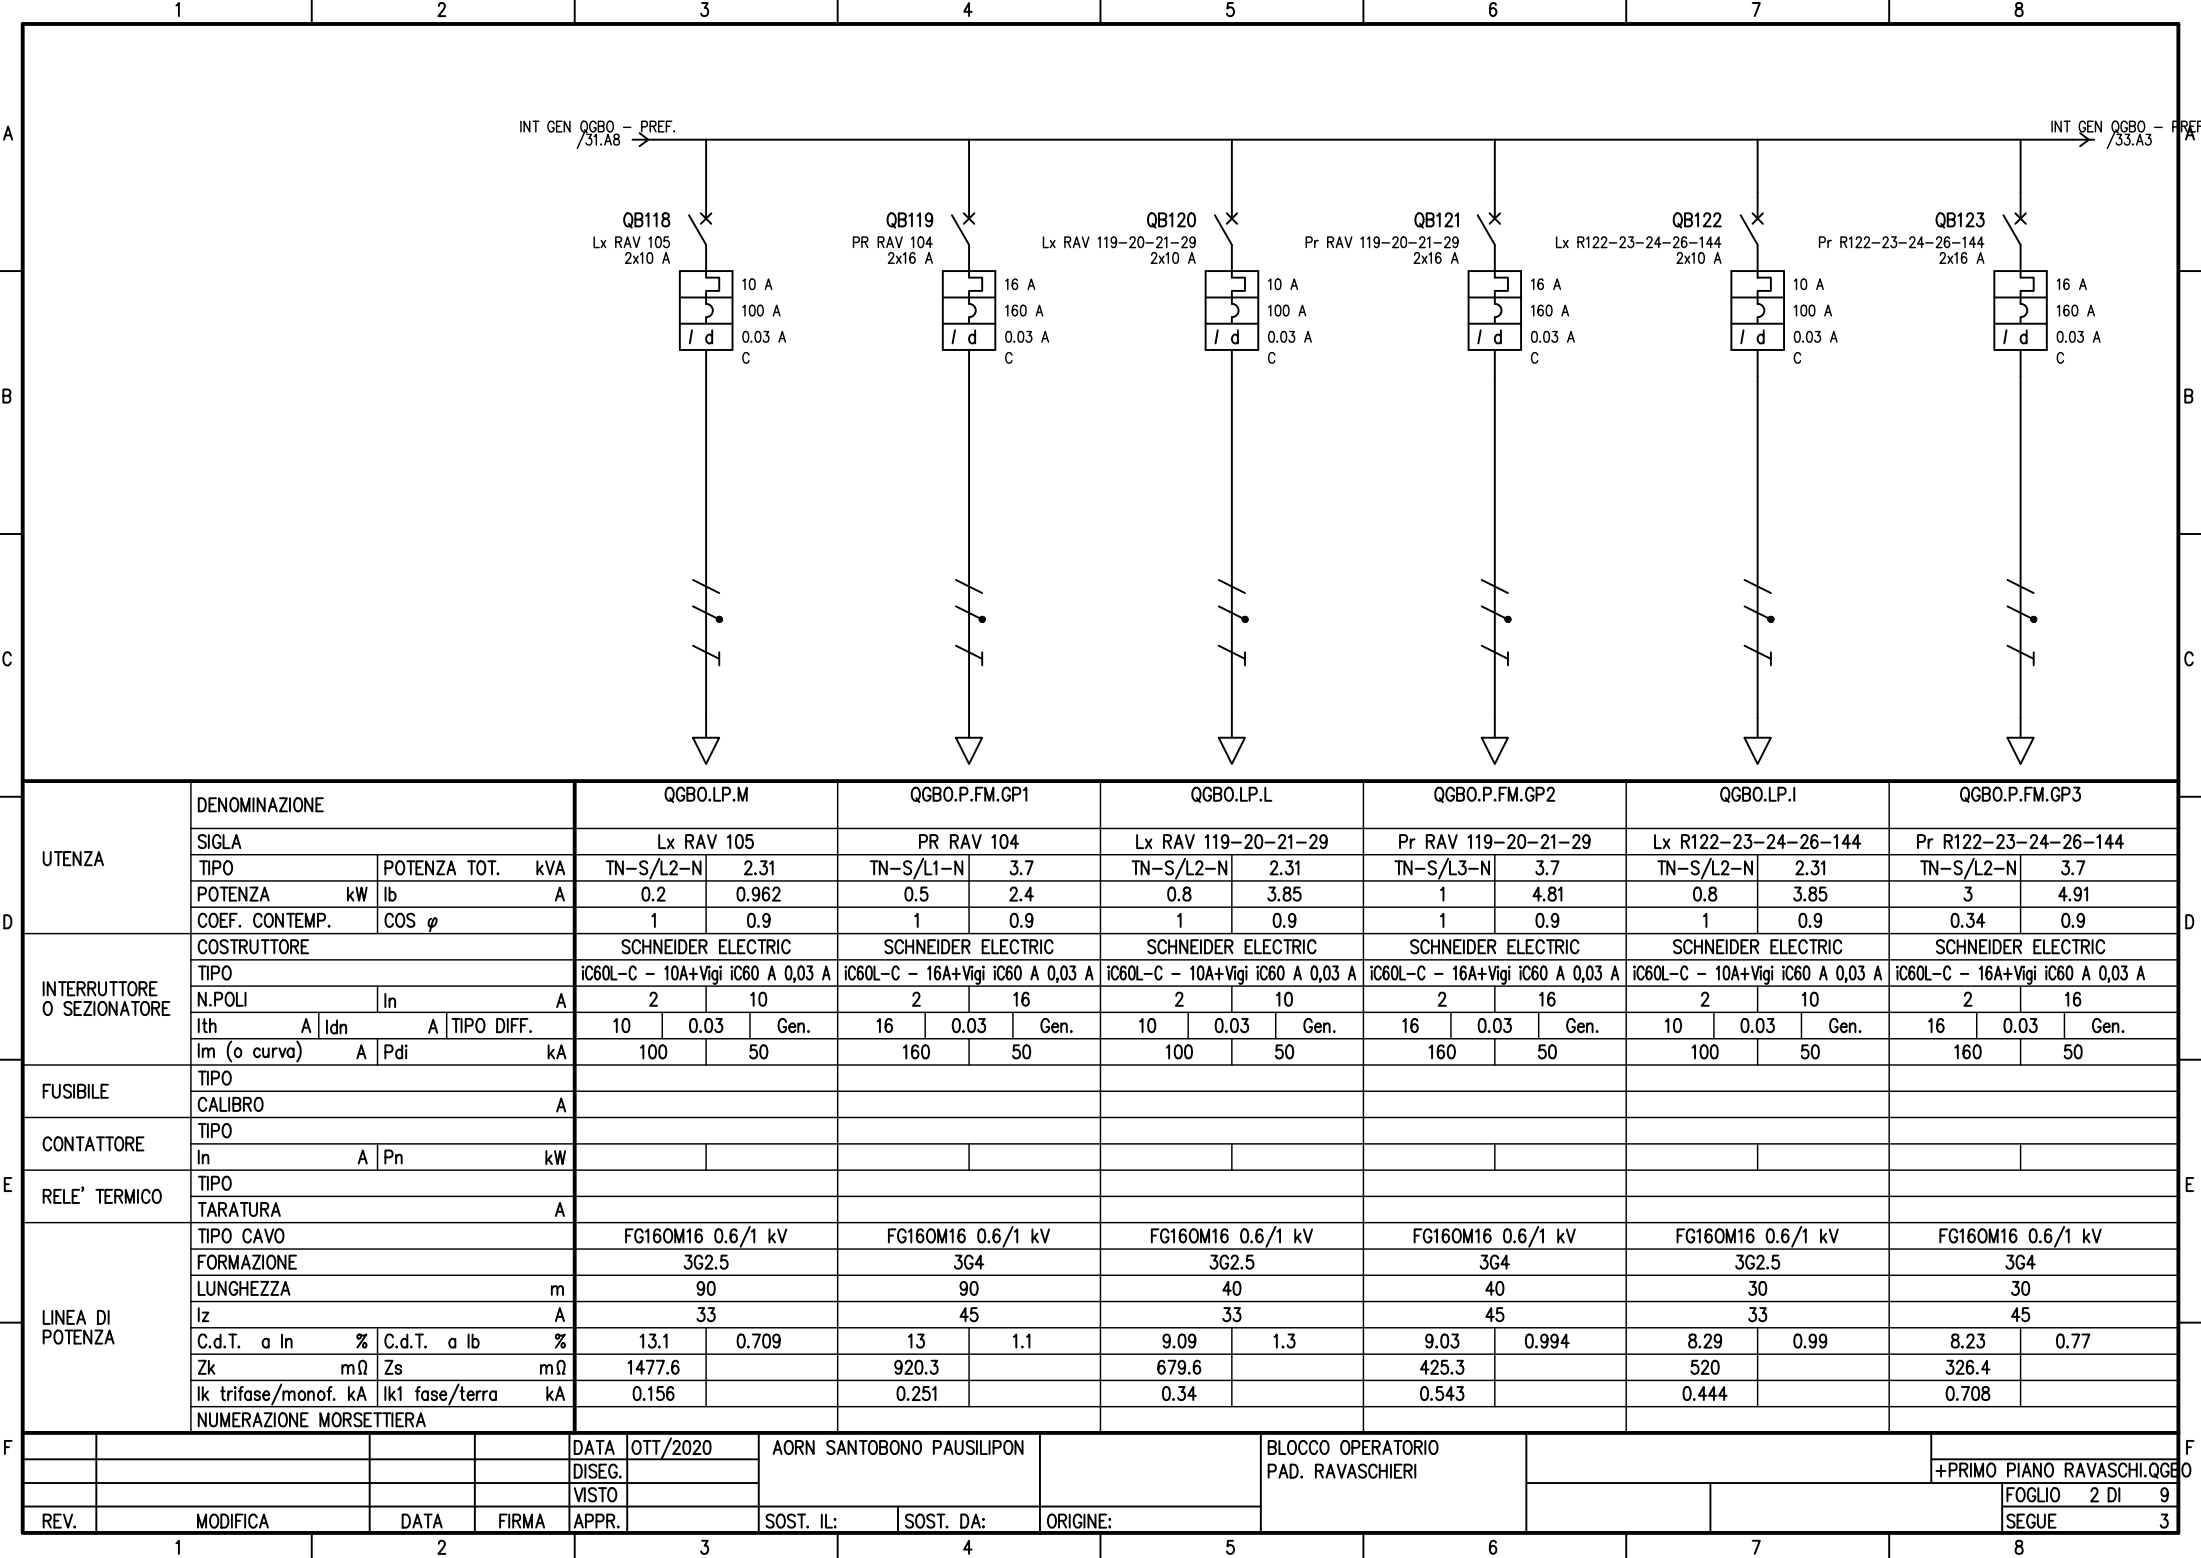 1 2 3 4 5 6 7 8
INT GEN QGBO - PREF. INT GEN QGBO - PREF
A /31.A8 /33.A3 A
QB118 QB119 QB120 QB121 QB122 QB123
Lx RAV 105 PR RAV 104 Lx RAV 119-20-21-29 Pr RAV 119-20-21-29 Lx R122-23-24-26-144 Pr R122-23-24-26-144
2x10 A 2x16 A 2x10 A 2x16 A 2x10 A 2x16 A
10 A 16 A 10 A 16 A 10 A 16 A
100 A 160 A 100 A 160 A 100 A 160 A
I d 0.03 A I d 0.03 A I d 0.03 A I d 0.03 A I d 0.03 A I d 0.03 A
C C C C C C
B B
C C
UTENZA
DENOMINAZIONE QGBO.LP.M QGBO.P.FM.GP1 QGBO.LP.L QGBO.P.FM.GP2 QGBO.LP.I QGBO.P.FM.GP3
SIGLA Lx RAV 105 PR RAV 104 Lx RAV 119-20-21-29 Pr RAV 119-20-21-29 Lx R122-23-24-26-144 Pr R122-23-24-26-144
TIPO POTENZA TOT. kVA TN-S/L2-N 2.31 TN-S/L1-N 3.7 TN-S/L2-N 2.31 TN-S/L3-N 3.7 TN-S/L2-N 2.31 TN-S/L2-N 3.7
POTENZA kW Ib A 0.2 0.962 0.5 2.4 0.8 3.85 1 4.81 0.8 3.85 3 4.91
D COEF. CONTEMP. COS φ 1 0.9 1 0.9 1 0.9 1 0.9 1 0.9 0.34 0.9 D
INTERRUTTORE
O SEZIONATORE
COSTRUTTORE SCHNEIDER ELECTRIC SCHNEIDER ELECTRIC SCHNEIDER ELECTRIC SCHNEIDER ELECTRIC SCHNEIDER ELECTRIC SCHNEIDER ELECTRIC
TIPO iC60L-C - 10A+Vigi iC60 A 0,03 A iC60L-C - 16A+Vigi iC60 A 0,03 A iC60L-C - 10A+Vigi iC60 A 0,03 A iC60L-C - 16A+Vigi iC60 A 0,03 A iC60L-C - 10A+Vigi iC60 A 0,03 A iC60L-C - 16A+Vigi iC60 A 0,03 A
N.POLI In A 2 10 2 16 2 10 2 16 2 10 2 16
Ith A Idn A TIPO DIFF. 10 0.03 Gen. 16 0.03 Gen. 10 0.03 Gen. 16 0.03 Gen. 10 0.03 Gen. 16 0.03 Gen.
Im (o curva) A Pdi kA 100 50 160 50 100 50 160 50 100 50 160 50
FUSIBILE
TIPO
CALIBRO A
CONTATTORE
TIPO
In A Pn kW
E RELE' TERMICO E
TIPO
TARATURA A
LINEA DI
POTENZA
TIPO CAVO FG16OM16 0.6/1 kV FG16OM16 0.6/1 kV FG16OM16 0.6/1 kV FG16OM16 0.6/1 kV FG16OM16 0.6/1 kV FG16OM16 0.6/1 kV
FORMAZIONE 3G2.5 3G4 3G2.5 3G4 3G2.5 3G4
LUNGHEZZA m 90 90 40 40 30 30
Iz A 33 45 33 45 33 45
C.d.T. a In % C.d.T. a Ib % 13.1 0.709 13 1.1 9.09 1.3 9.03 0.994 8.29 0.99 8.23 0.77
Zk mΩ Zs mΩ 1477.6 920.3 679.6 425.3 520 326.4
Ik trifase/monof. kA Ik1 fase/terra kA 0.156 0.251 0.34 0.543 0.444 0.708
NUMERAZIONE MORSETTIERA
F DATA OTT/2020 AORN SANTOBONO PAUSILIPON BLOCCO OPERATORIO F
DISEG. PAD. RAVASCHIERI +PRIMO PIANO RAVASCHI.QGBO
VISTO FOGLIO 2 DI 9
REV. MODIFICA DATA FIRMA APPR. SOST. IL: SOST. DA: ORIGINE: SEGUE 3
1 2 3 4 5 6 7 8